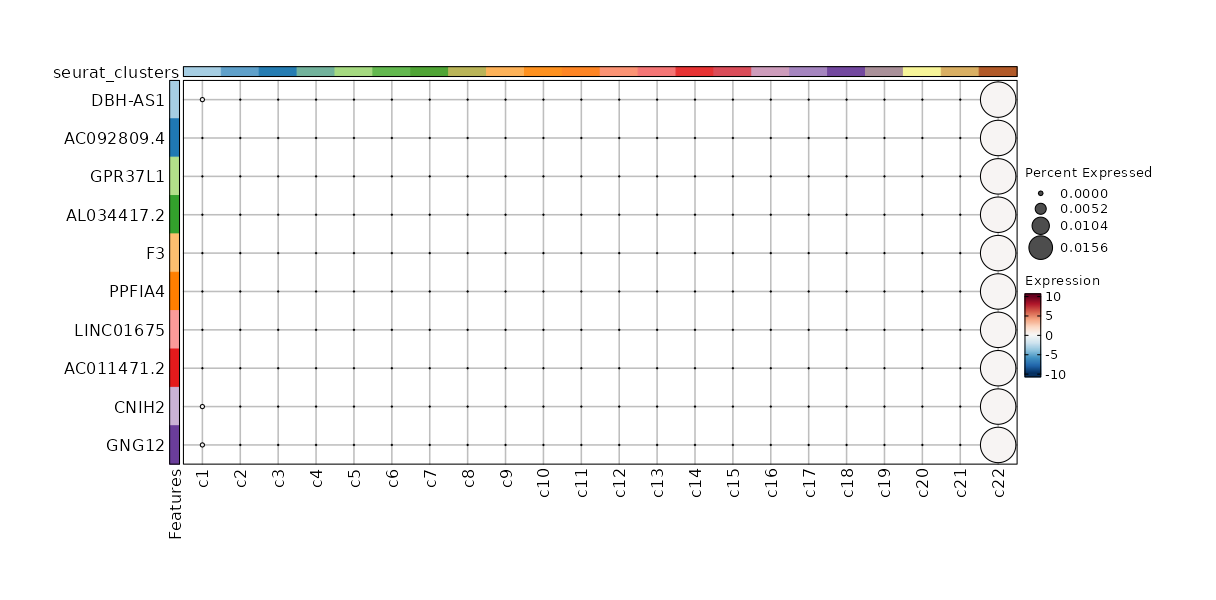 seurat_clusters
DBH-AS1
AC092809.4
GPR37L1
AL034417.2
F3
PPFIA4
LINC01675
AC011471.2
CNIH2
GNG12
Features
c1
c2
c3
c4
c5
c6
c7
c8
c9
c10
c11
c12
c13
c14
c15
c16
c17
c18
c19
c20
c21
c22
Percent Expressed
0.0000
0.0052
0.0104
0.0156
Expression
10
5
0
-5
-10